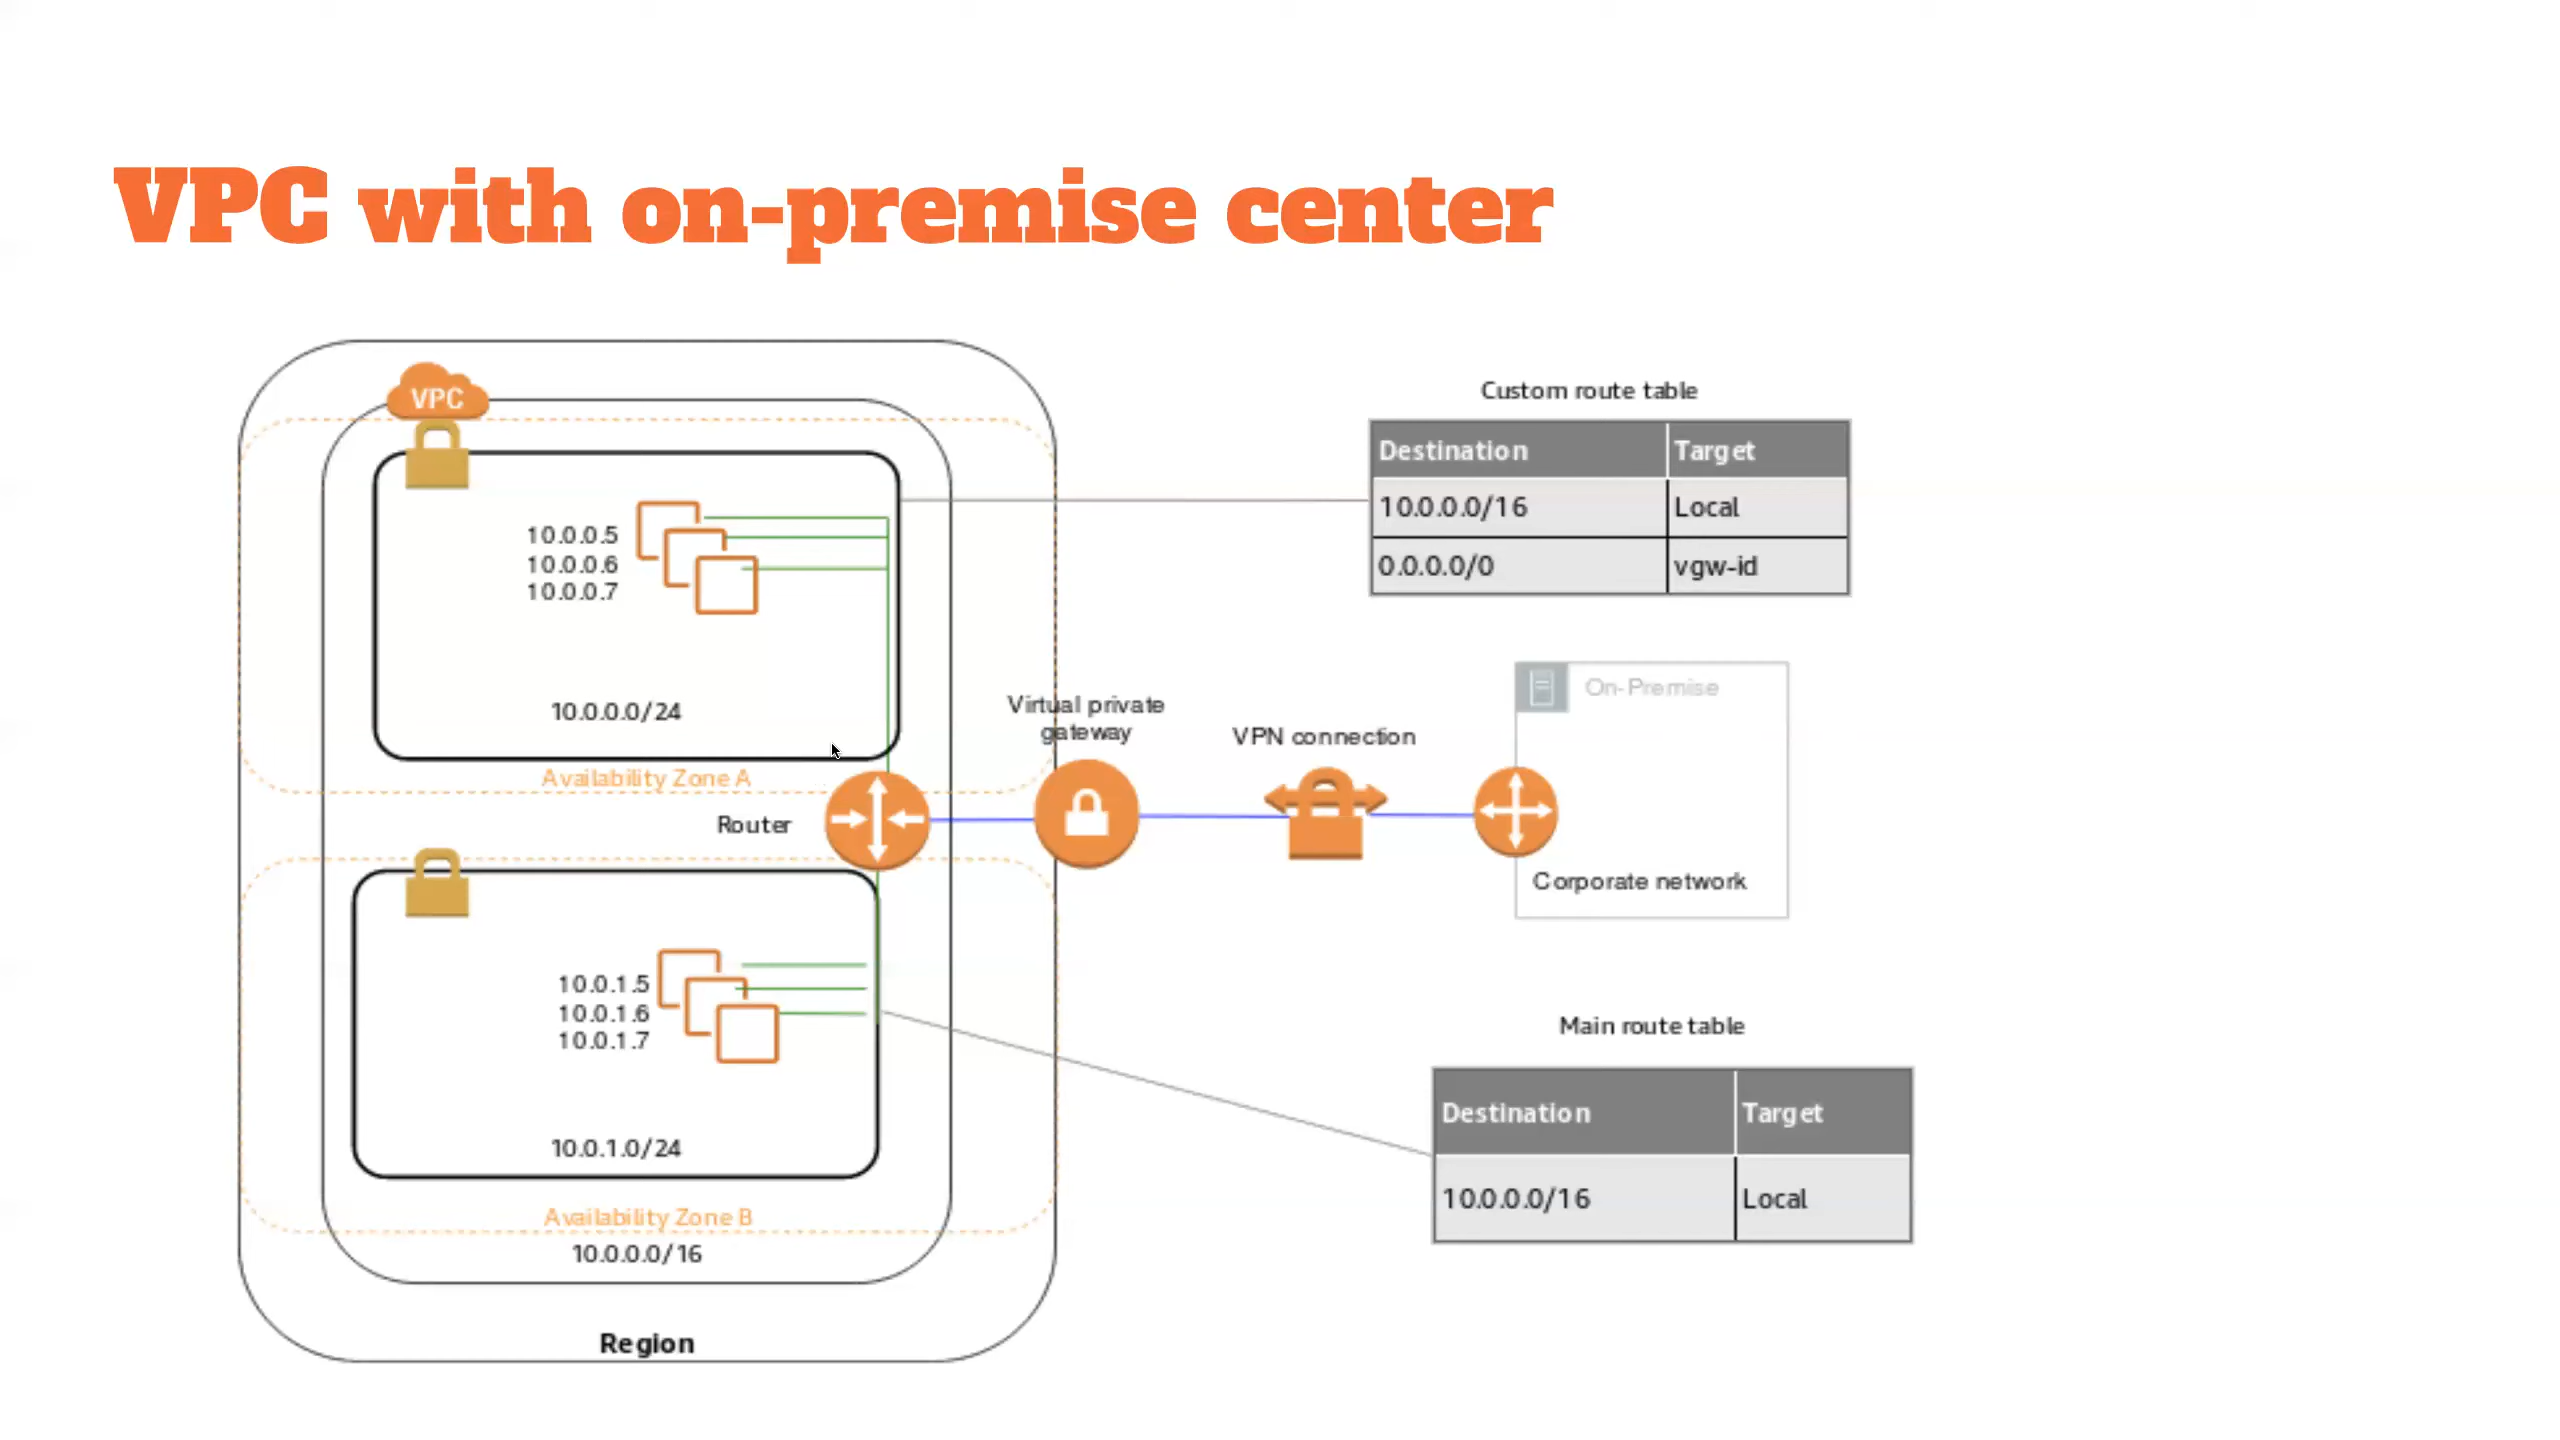 VPC with on-premise center
VPC
10.0.0.5
10.0.0.6
10.0.0.7
10.0.0.0/24
Availability Zone A
Router
10.0.1.5
10.0.1.6
10.0.1.7
10.0.1.0/24
Availability Zone B
10.0.0.0/16
Region
Virtual private
gateway
VPN connection
Custom route table
Destination Target
10.0.0.0/16 Local
0.0.0.0/0 vgw-id
On-Premise
Corporate network
Main route table
Destination Target
10.0.0.0/16 Local